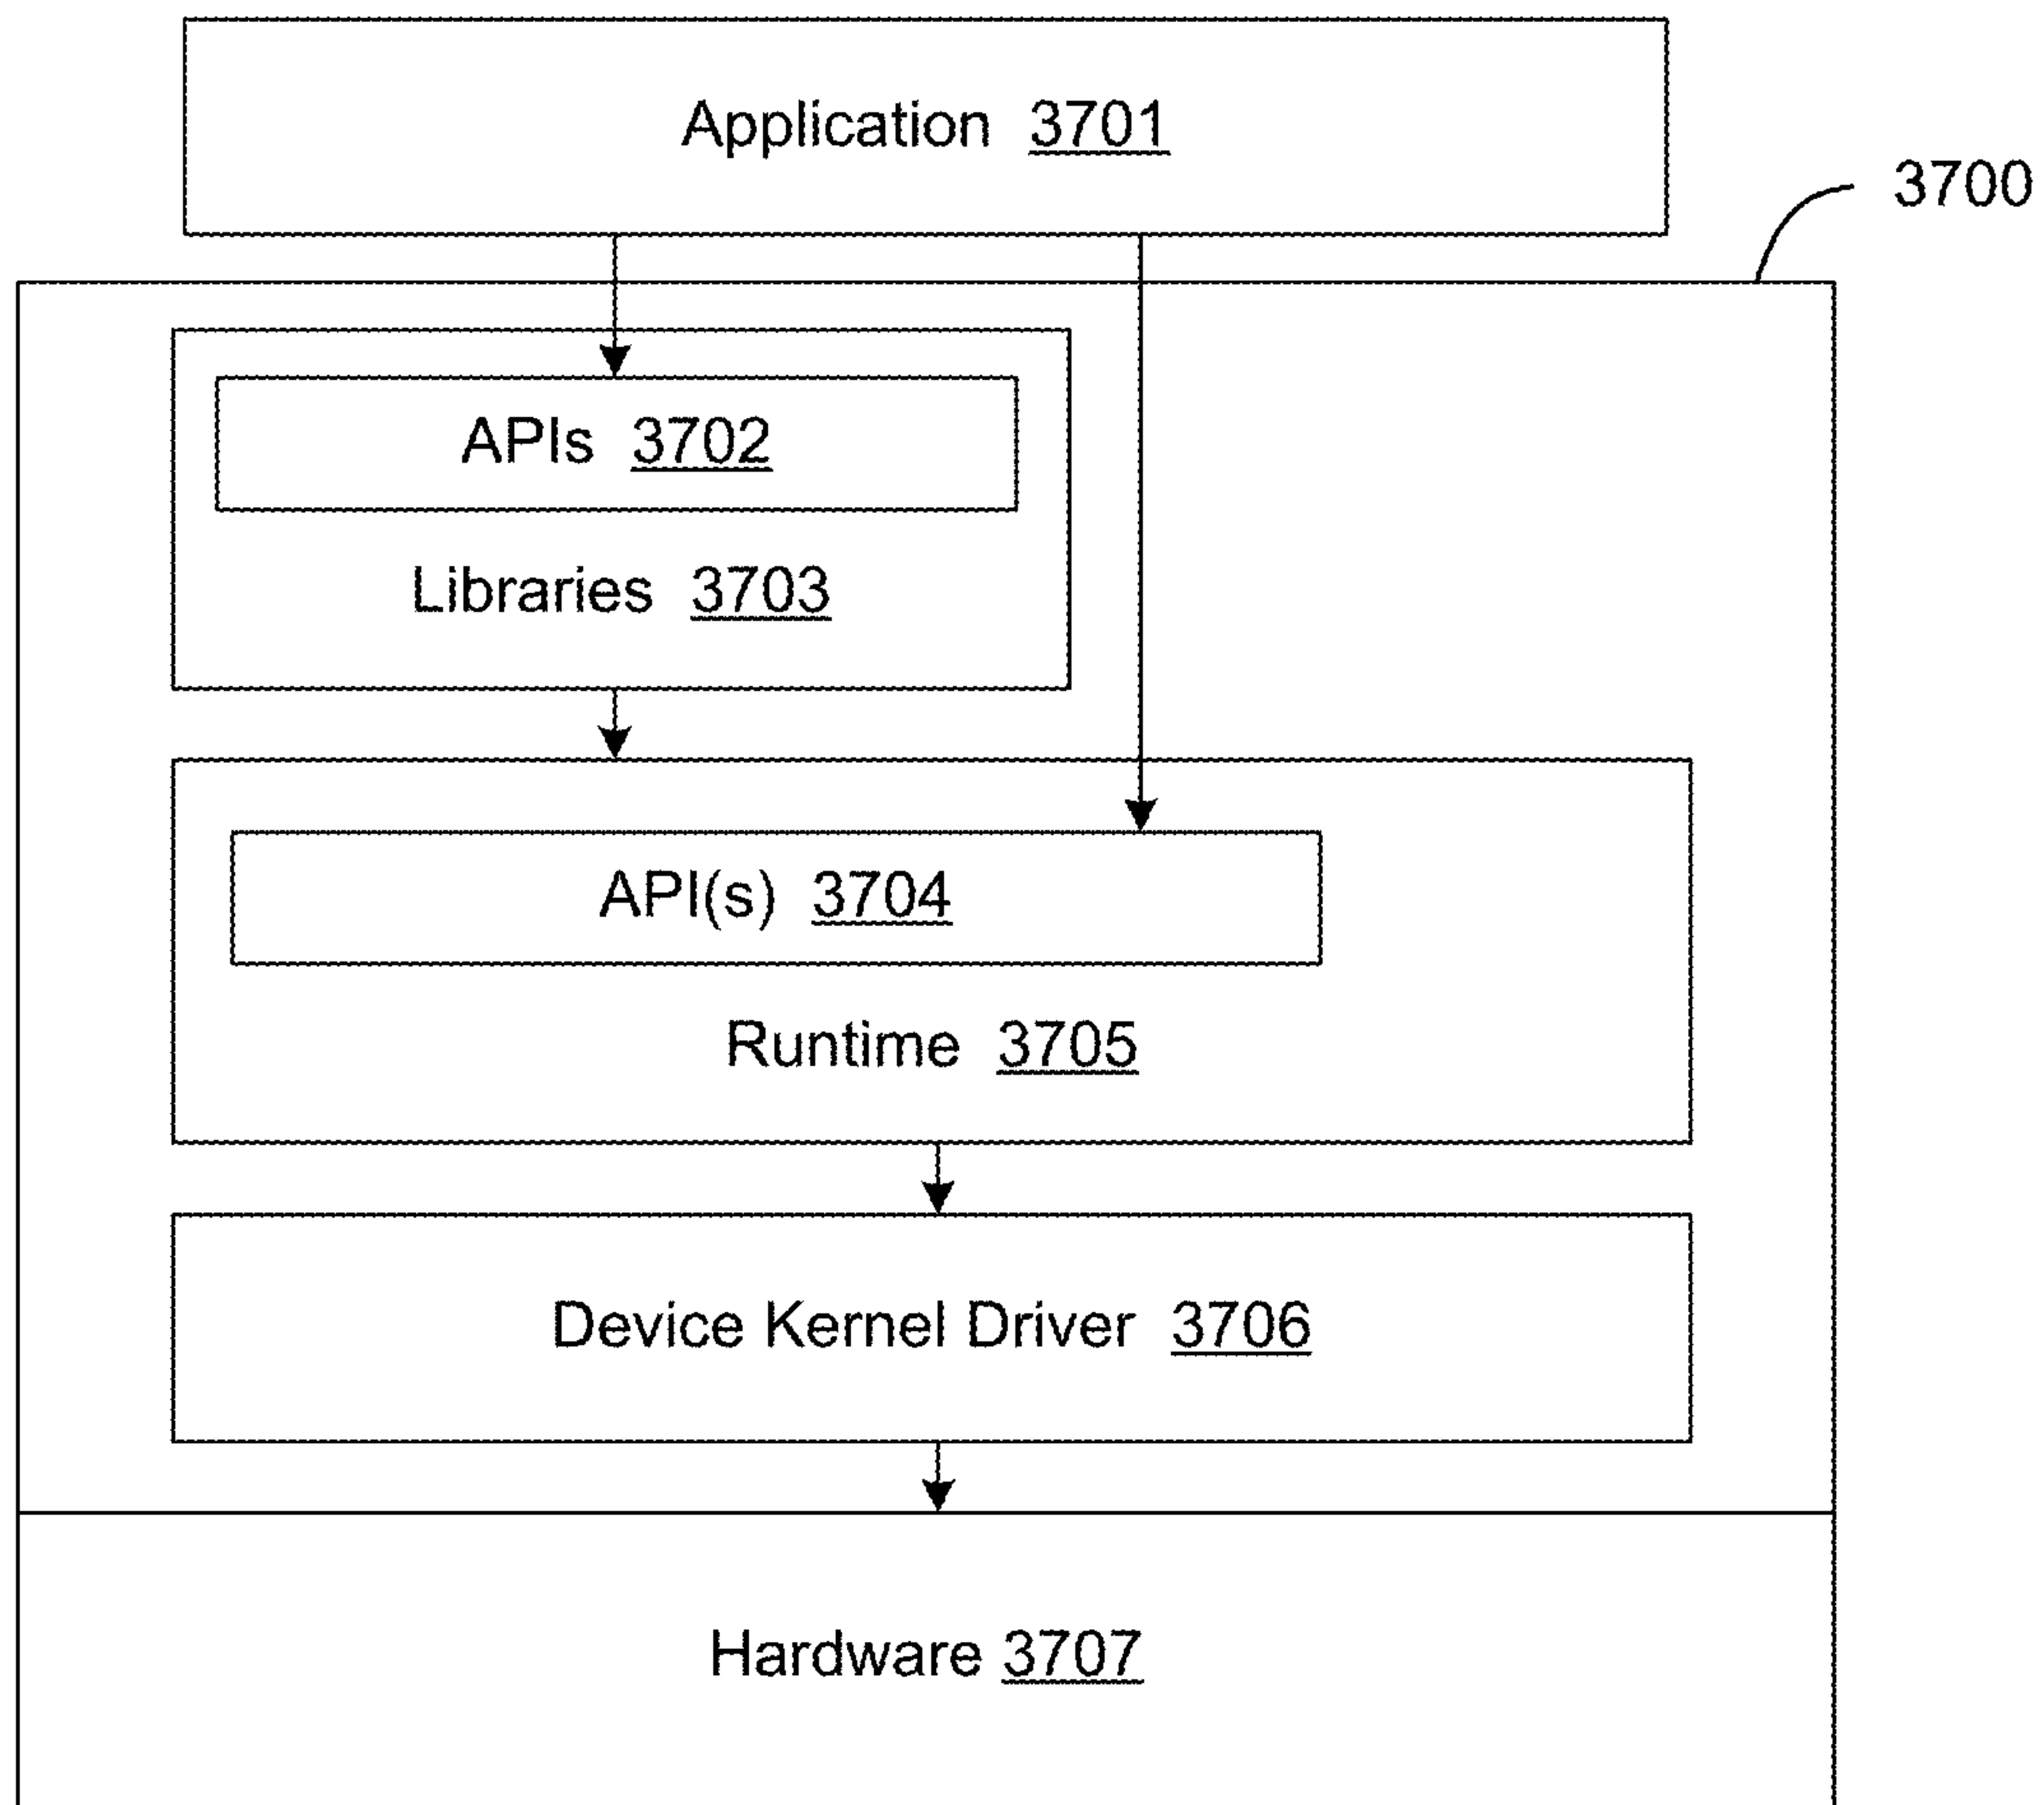 Application 3701
3700
APIs 3702
Libraries 3703
API(s) 3704
Runtime 3705
Device Kernel Driver 3706
Hardware 3707